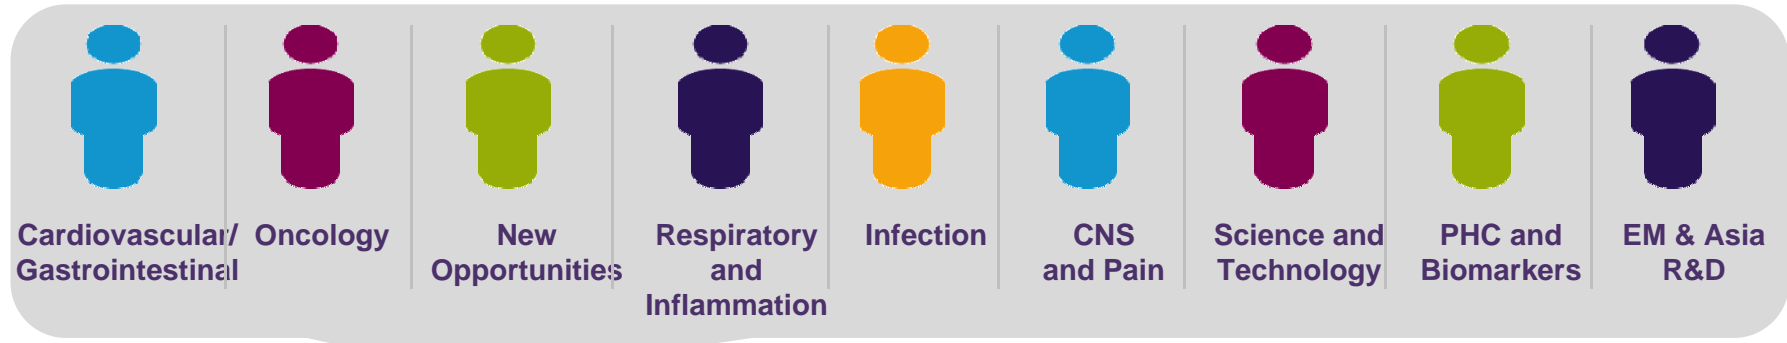 Cardiovascular/
Gastrointestinal
Oncology
New
Opportunities
Respiratory
and
Inflammation
Infection
CNS
and Pain
Science and
Technology
PHC and
Biomarkers
EM & Asia
R&D